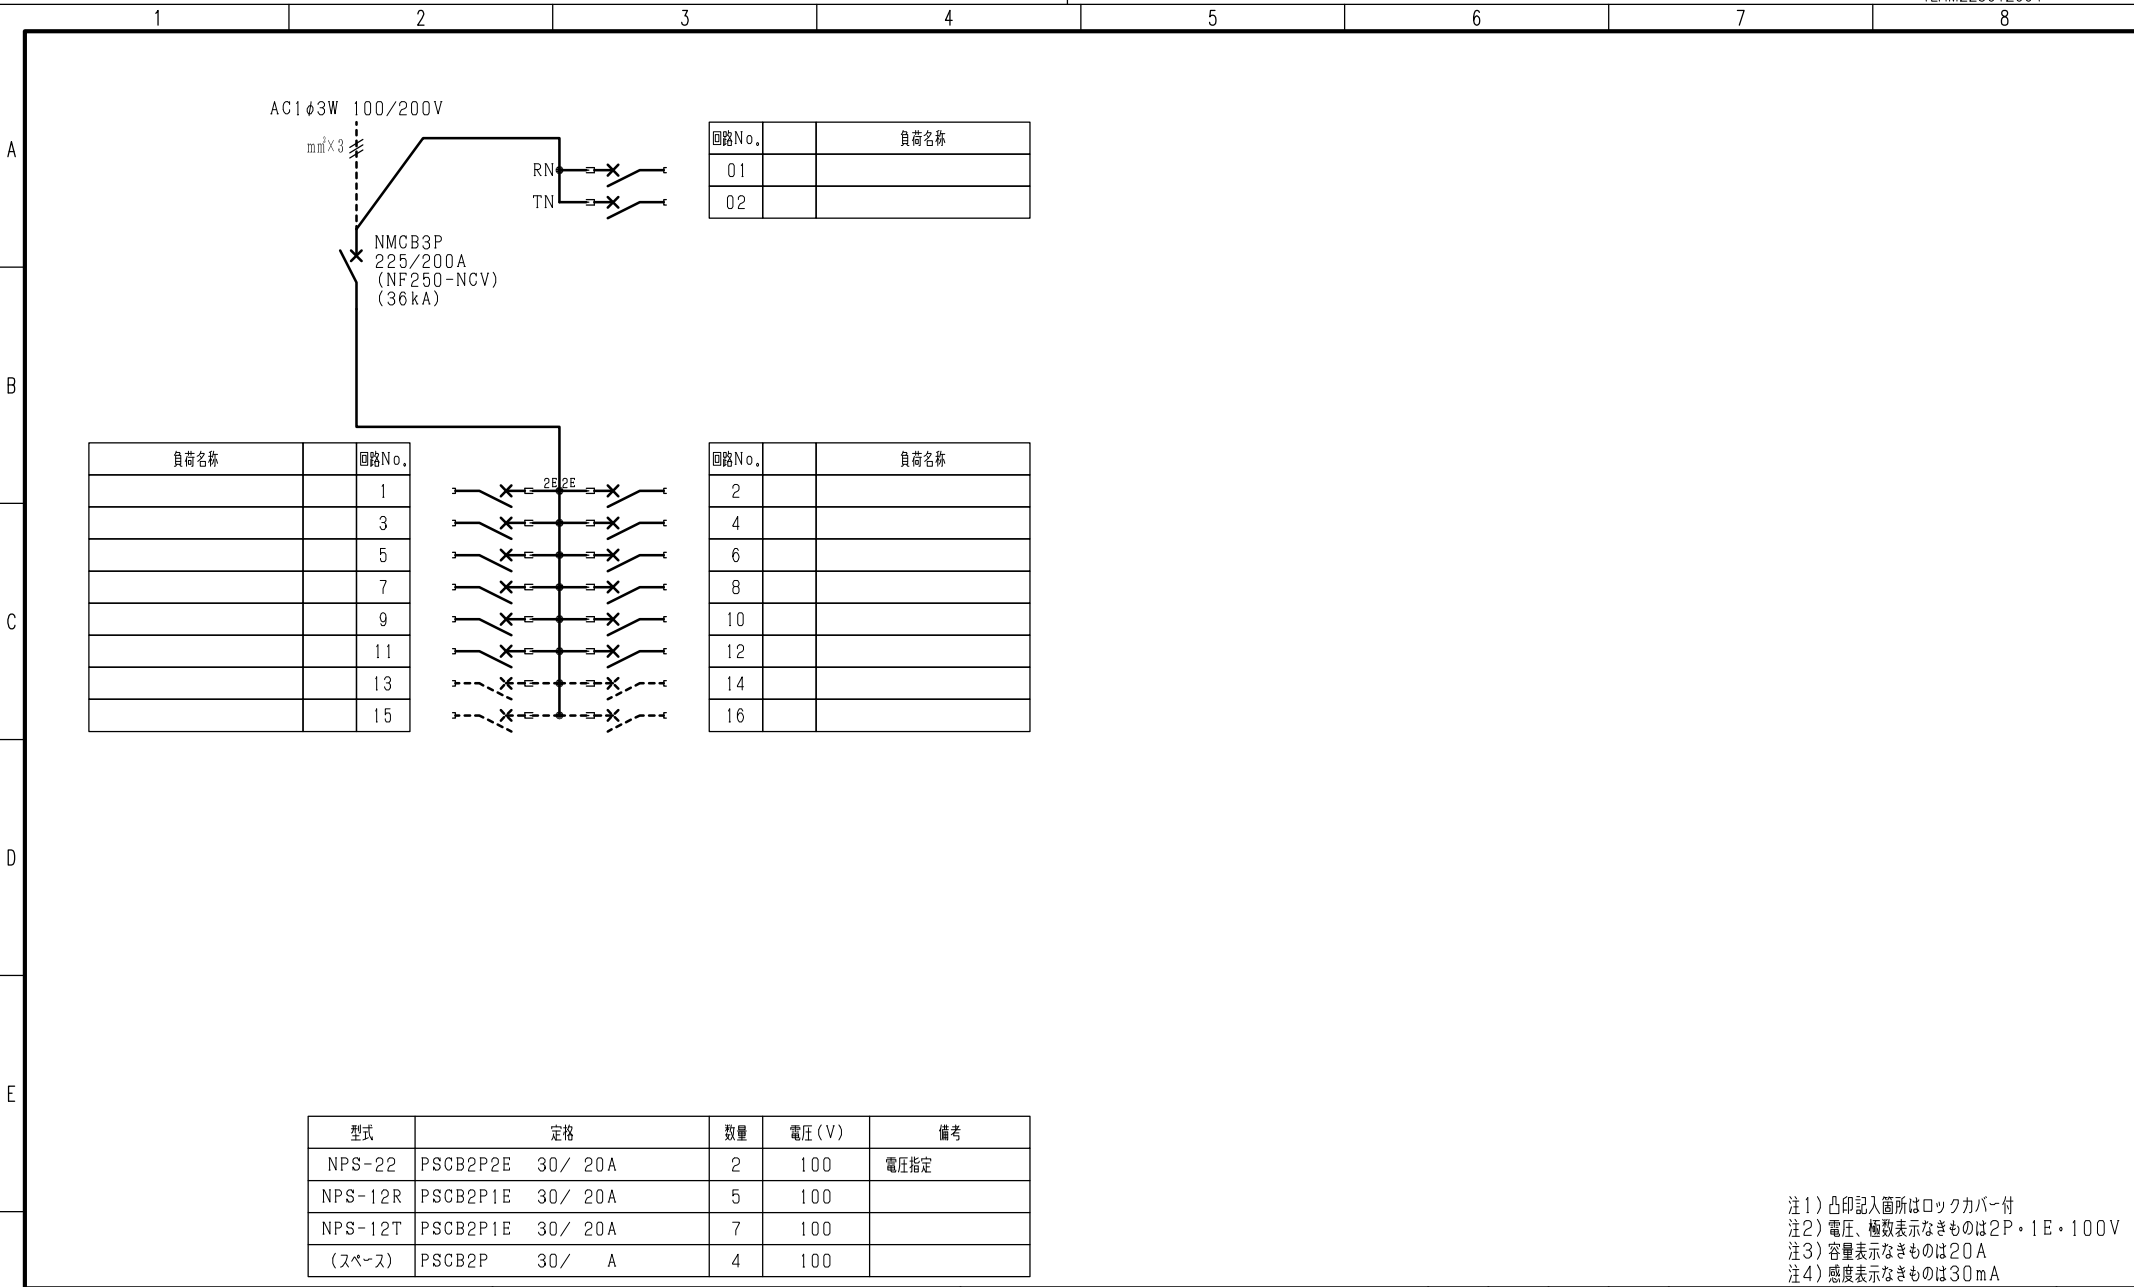 1 2 3 4 5 6 7 8
A
B
C
D
E
AC1φ3W 100/200V
mm²×3
RN
TN
NMCB3P
225/200A
(NF250-NCV)
(36kA)
回路No. 負荷名称
01
02
負荷名称 回路No.
1
3
5
7
9
11
13
15
2E 2E
回路No. 負荷名称
2
4
6
8
10
12
14
16
型式 定格 数量 電圧(V) 備考
NPS-22 PSCB2P2E 30/ 20A 2 100 電圧指定
NPS-12R PSCB2P1E 30/ 20A 5 100
NPS-12T PSCB2P1E 30/ 20A 7 100
(スペース) PSCB2P 30/ A 4 100
注1)凸印記入箇所はロックカバー付
注2)電圧、極数表示なきものは2P・1E・100V
注3)容量表示なきものは20A
注4)感度表示なきものは30mA